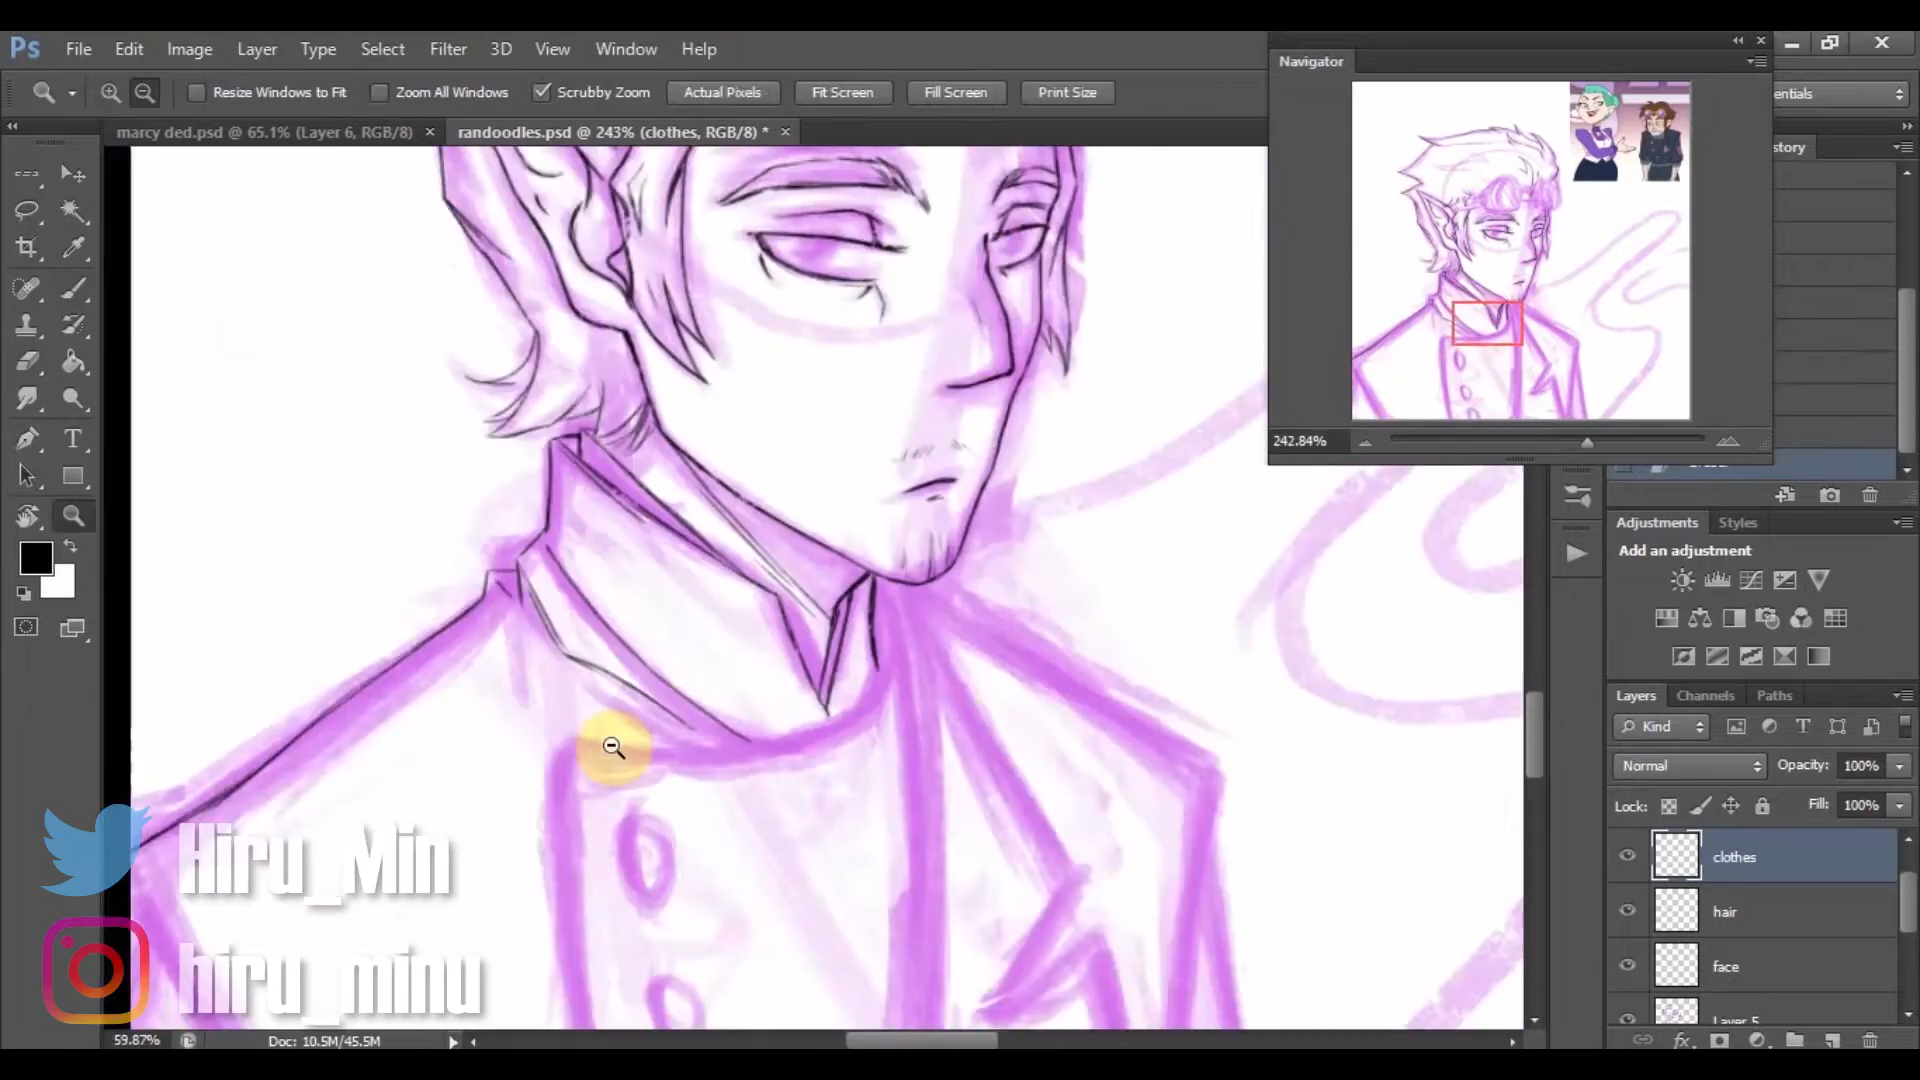 Ps File Edit Image Layer Type Select Filter 3D View Window Help
Navigator
Resize Windows to Fit Zoom All Windows Scrubby Zoom Actual Pixels Fit Screen Fill Screen Print Size
entials
marcy ded.psd @ 65.1% (Layer 6, RGB/8) × randoodles.psd @ 243% (clothes, RGB/8) * ×
story
242.84%
Adjustments Styles
Add an adjustment
Layers Channels Paths
Kind
Normal Opacity: 100%
Lock: Fill: 100%
clothes
hair
face
Layer 5
Hiru_Min
hiru_minu
59.87% Doc: 10.5M/45.5M